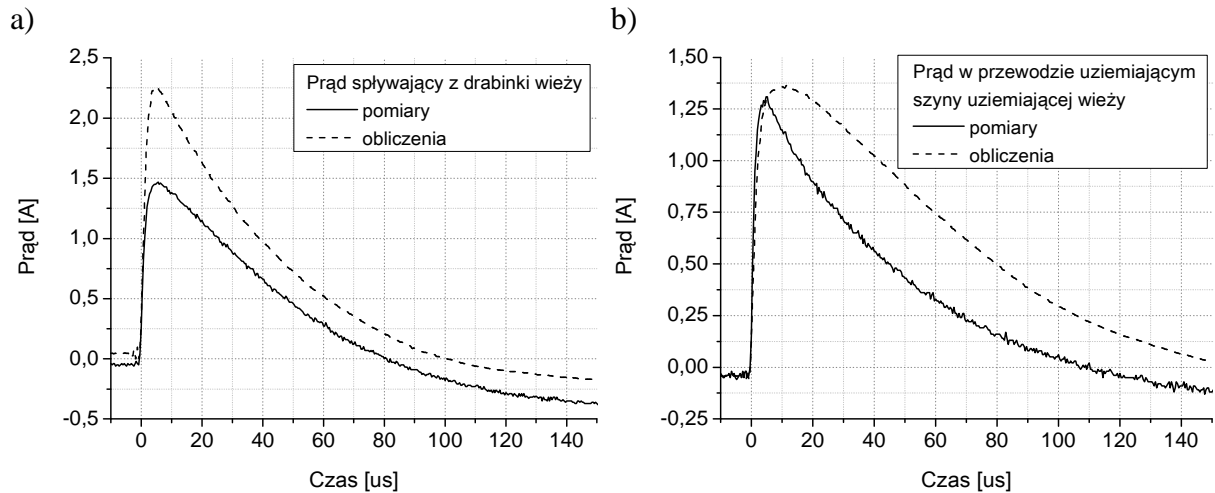 a)
2,5
2,0
1,5
1,0
0,5
0,0
-0,5
Prąd [A]
Prąd spływający z drabinki wieży
pomiary
obliczenia
0 20 40 60 80 100 120 140
Czas [us]
b)
1,50
1,25
1,00
0,75
0,50
0,25
0,00
-0,25
Prąd [A]
Prąd w przewodzie uziemiającym
szyny uziemiającej wieży
pomiary
obliczenia
0 20 40 60 80 100 120 140
Czas [us]